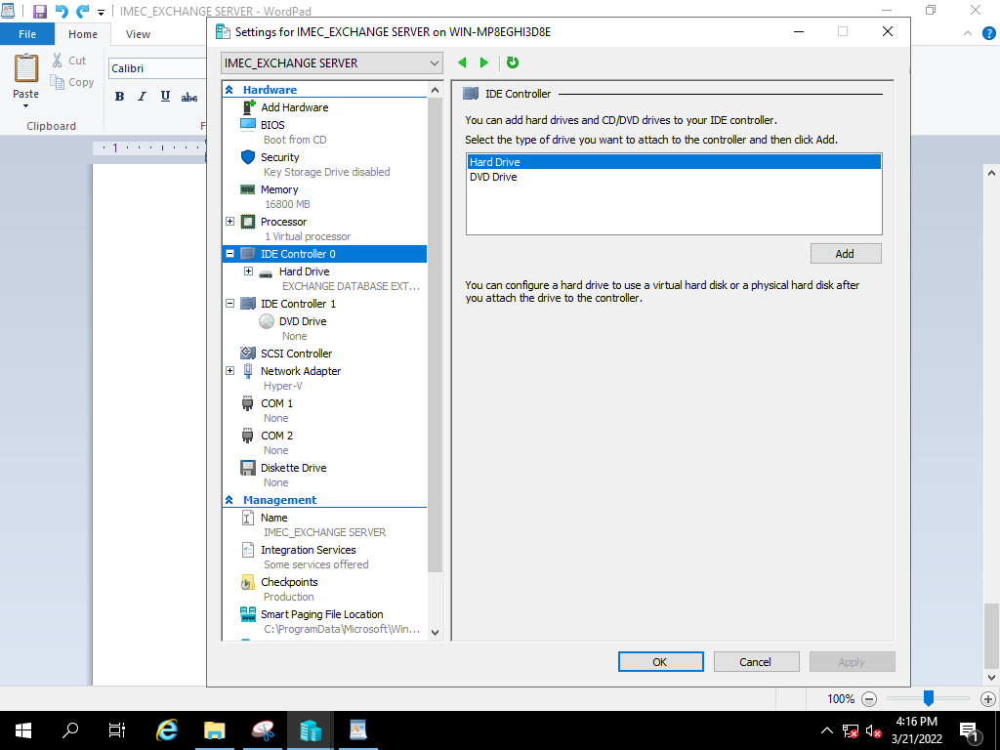 IMEC_EXCHANGE SERVER - WordPad
File
Home
View
Paste
Cut
Copy
Clipboard
Calibri
B I U abc
F
1
Settings for IMEC_EXCHANGE SERVER on WIN-MP8EGHI3D8E
IMEC_EXCHANGE SERVER
Hardware
Add Hardware
BIOS
Boot from CD
Security
Key Storage Drive disabled
Memory
16800 MB
Processor
1 Virtual processor
IDE Controller 0
Hard Drive
EXCHANGE DATABASE EXT...
IDE Controller 1
DVD Drive
None
SCSI Controller
Network Adapter
Hyper-V
COM 1
None
COM 2
None
Diskette Drive
None
Management
Name
IMEC_EXCHANGE SERVER
Integration Services
Some services offered
Checkpoints
Production
Smart Paging File Location
C:\ProgramData\Microsoft\Win...
IDE Controller
You can add hard drives and CD/DVD drives to your IDE controller.
Select the type of drive you want to attach to the controller and then click Add.
Hard Drive
DVD Drive
Add
You can configure a hard drive to use a virtual hard disk or a physical hard disk after
you attach the drive to the controller.
OK
Cancel
Apply
100%
4:16 PM
3/21/2022
1